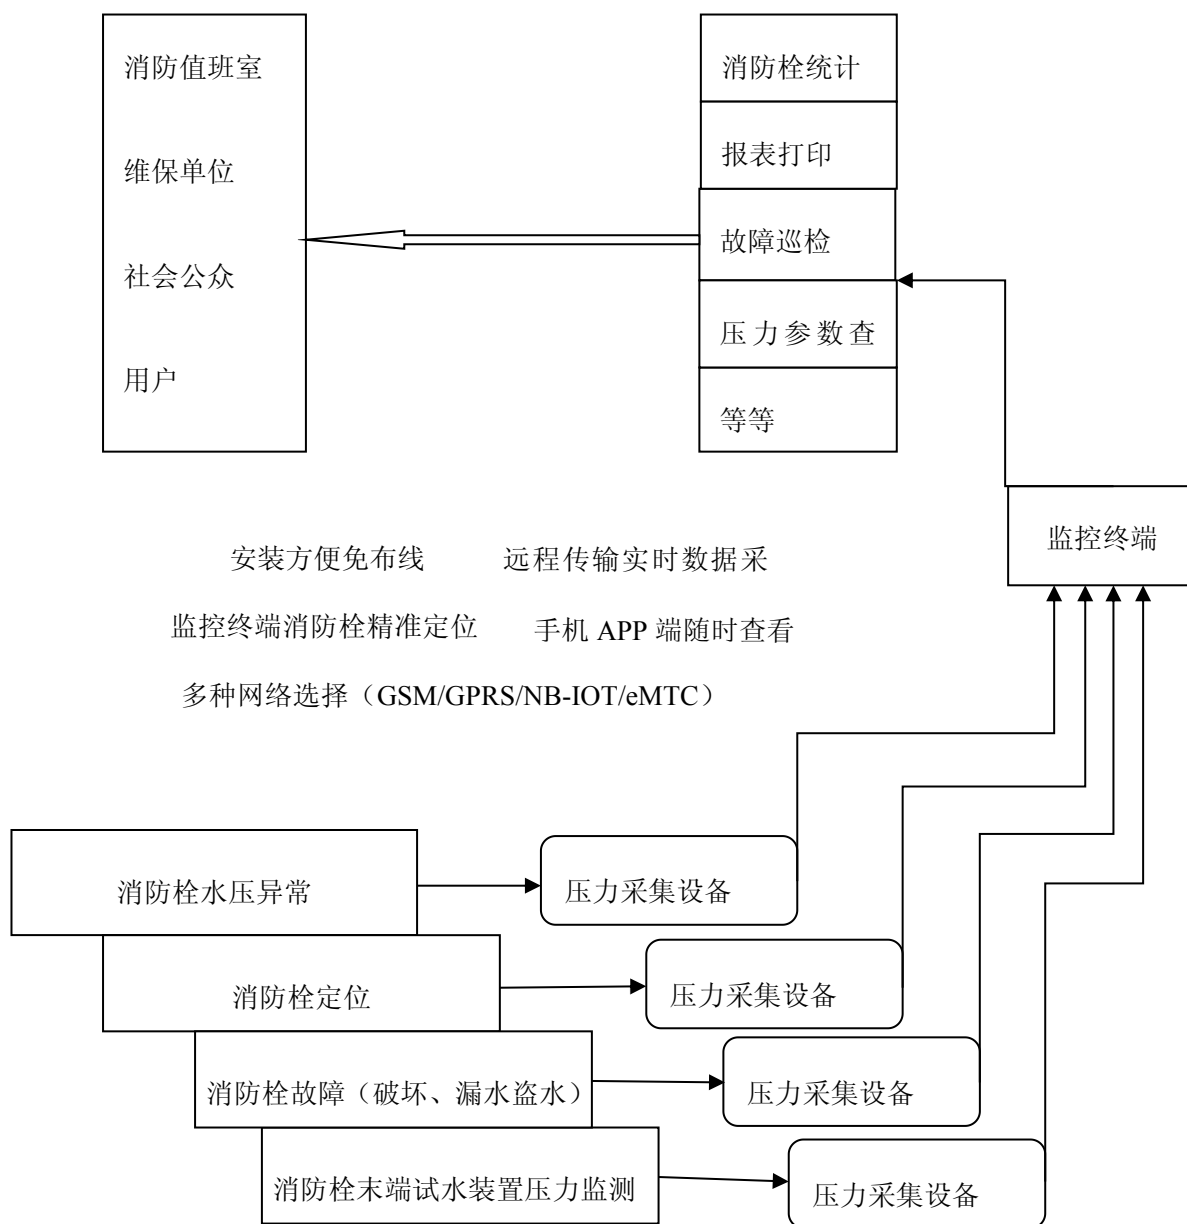 消防值班室
维保单位
社会公众
用户
消防栓统计
报表打印
故障巡检
压力参数查
等等
监控终端
安装方便免布线 远程传输实时数据采
监控终端消防栓精准定位 手机 APP 端随时查看
多种网络选择（GSM/GPRS/NB-IOT/eMTC）
消防栓水压异常 压力采集设备
消防栓定位 压力采集设备
消防栓故障（破坏、漏水盗水） 压力采集设备
消防栓末端试水装置压力监测 压力采集设备